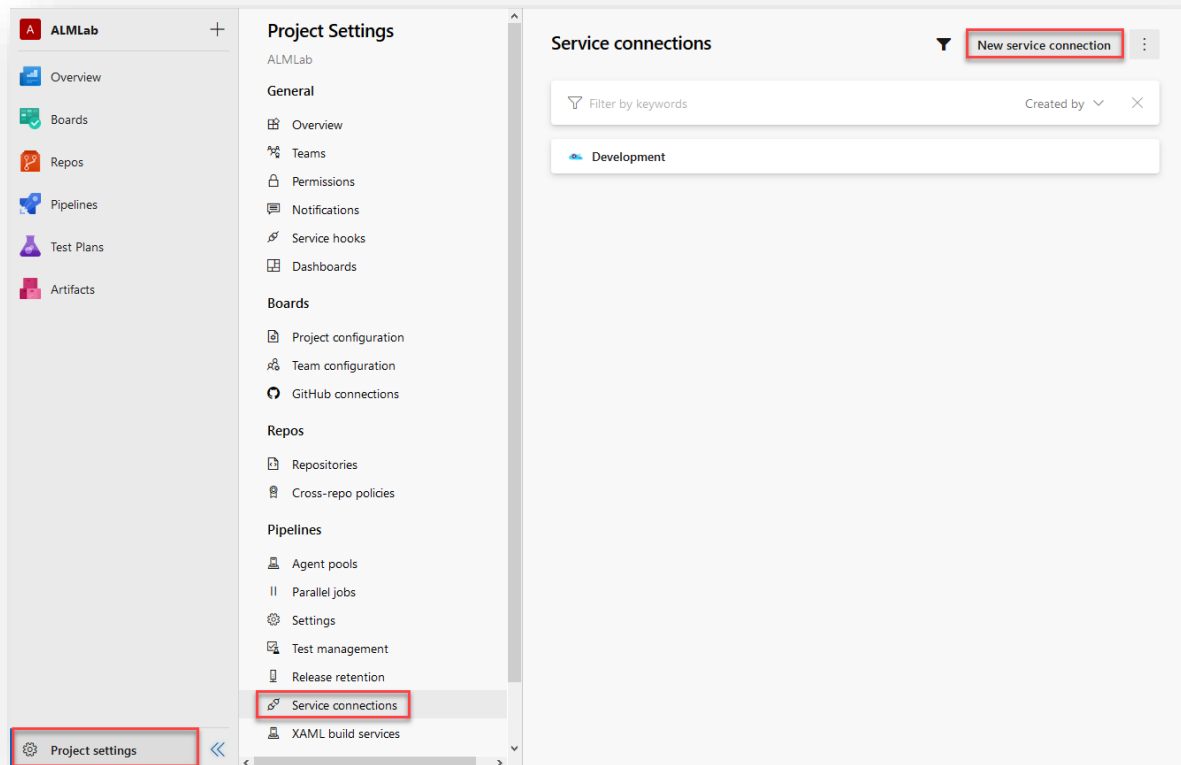 A ALMLab
Overview
Boards
Repos
Pipelines
Test Plans
Artifacts
Project settings
Project Settings
ALMLab
General
Overview
Teams
Permissions
Notifications
Service hooks
Dashboards
Boards
Project configuration
Team configuration
GitHub connections
Repos
Repositories
Cross-repo policies
Pipelines
Agent pools
Parallel jobs
Settings
Test management
Release retention
Service connections
XAML build services
Service connections
New service connection
Filter by keywords
Created by
Development